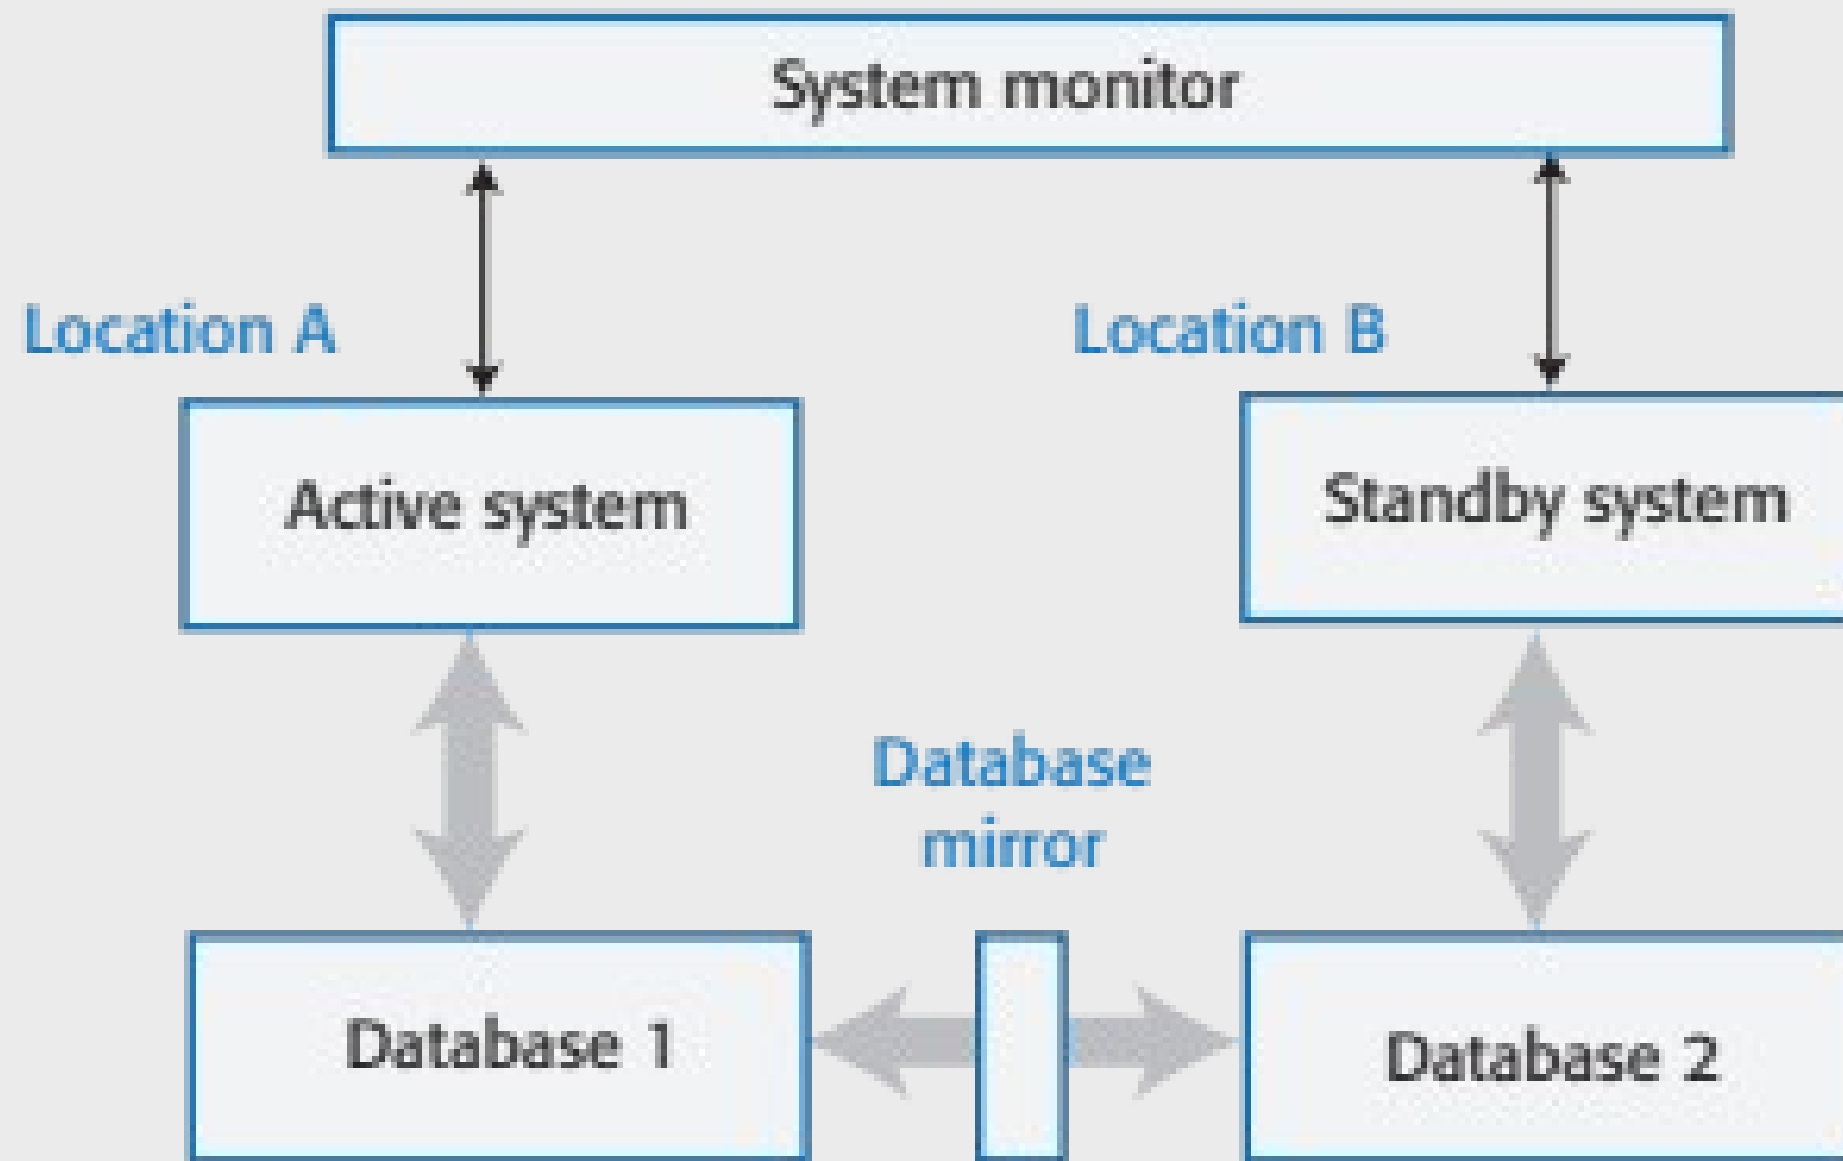 System monitor
Location A
Location B
Active system
Standby system
Database
mirror
Database 1
Database 2